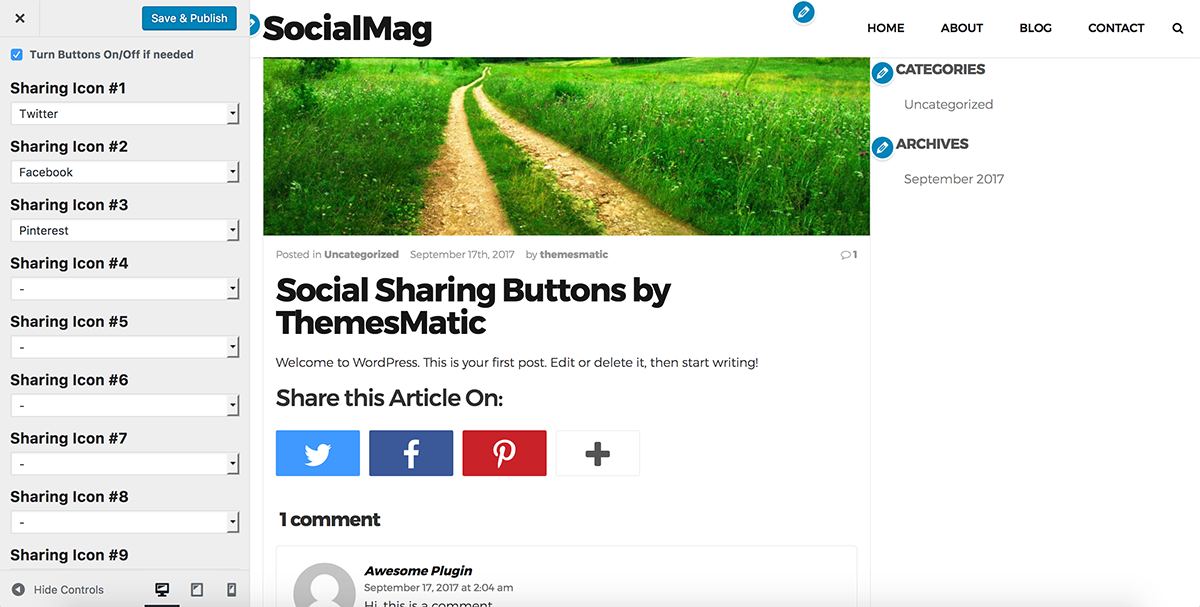 Save & Publish
Turn Buttons On/Off if needed
Sharing Icon #1
Twitter
Sharing Icon #2
Facebook
Sharing Icon #3
Pinterest
Sharing Icon #4
-
Sharing Icon #5
-
Sharing Icon #6
-
Sharing Icon #7
-
Sharing Icon #8
-
Sharing Icon #9
Hide Controls
SocialMag
HOME ABOUT BLOG CONTACT
Posted in Uncategorized September 17th, 2017 by themesmatic 1
Social Sharing Buttons by
ThemesMatic
Welcome to WordPress. This is your first post. Edit or delete it, then start writing!
Share this Article On:
1 comment
Awesome Plugin
September 17, 2017 at 2:04 am
Hi, this is a comment
CATEGORIES
Uncategorized
ARCHIVES
September 2017